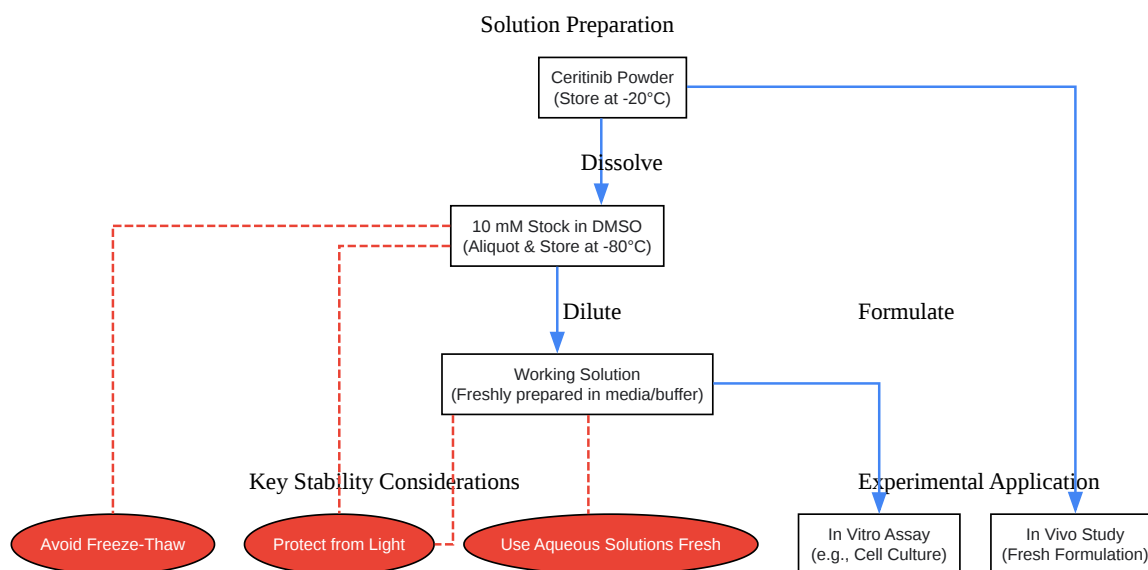 Solution Preparation
Ceritinib Powder
(Store at -20°C)
Dissolve
10 mM Stock in DMSO
(Aliquot & Store at -80°C)
Dilute
Formulate
Working Solution
(Freshly prepared in media/buffer)
Key Stability Considerations
Experimental Application
Avoid Freeze-Thaw
Protect from Light
Use Aqueous Solutions Fresh
In Vitro Assay
(e.g., Cell Culture)
In Vivo Study
(Fresh Formulation)